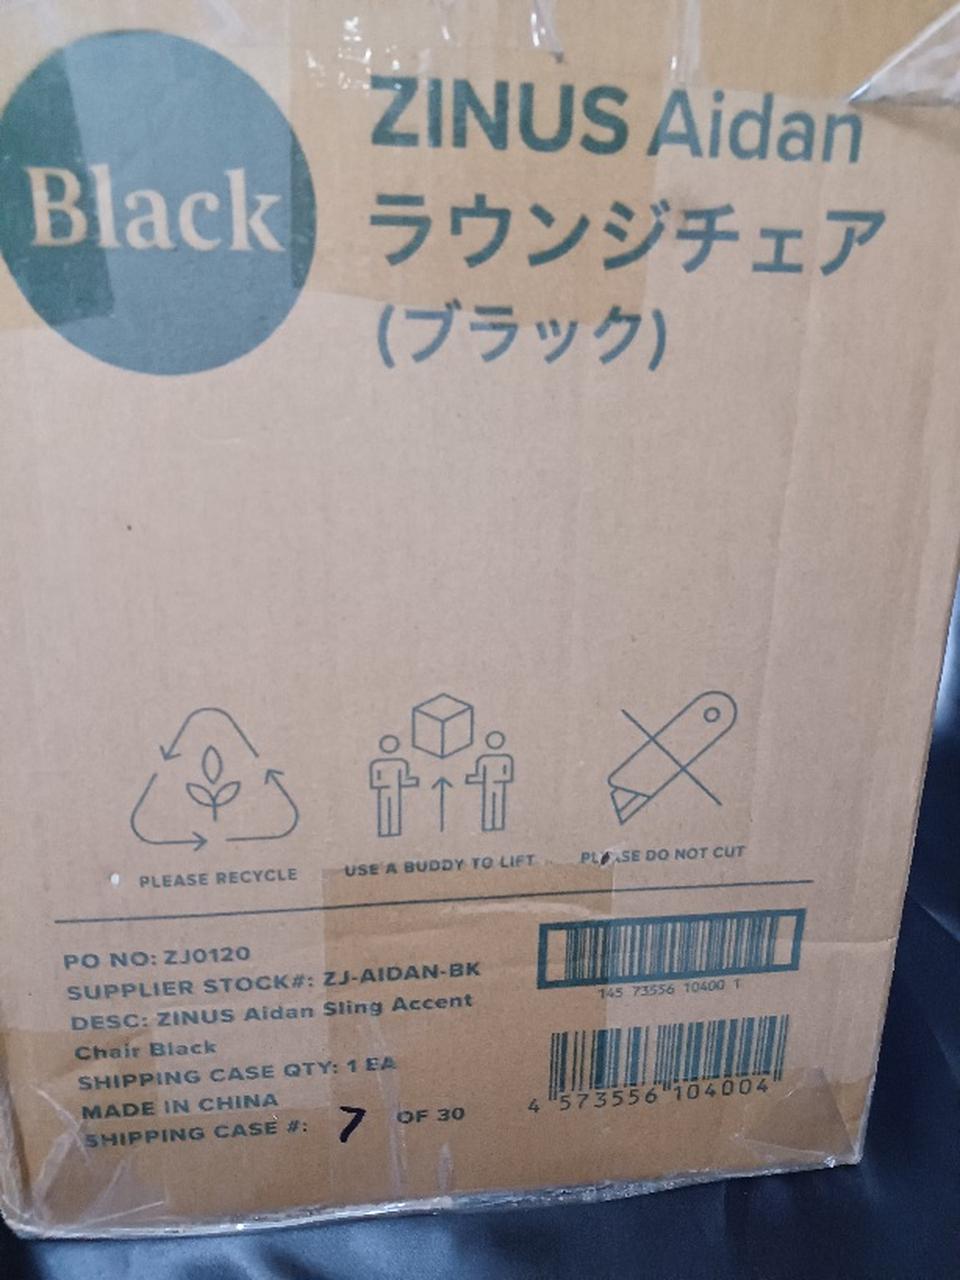 Black
ZINUS Aidan
ラウンジチェア
(ブラック)
PLEASE RECYCLE
USE A BUDDY TO LIFT
PLEASE DO NOT CUT
PO NO: ZJ0120
SUPPLIER STOCK#: ZJ-AIDAN-BK
DESC: ZINUS Aidan Sling Accent
Chair Black
SHIPPING CASE QTY: 1 EA
MADE IN CHINA
SHIPPING CASE #: 7 OF 30
145 73556 10400 1
4 573556 104004